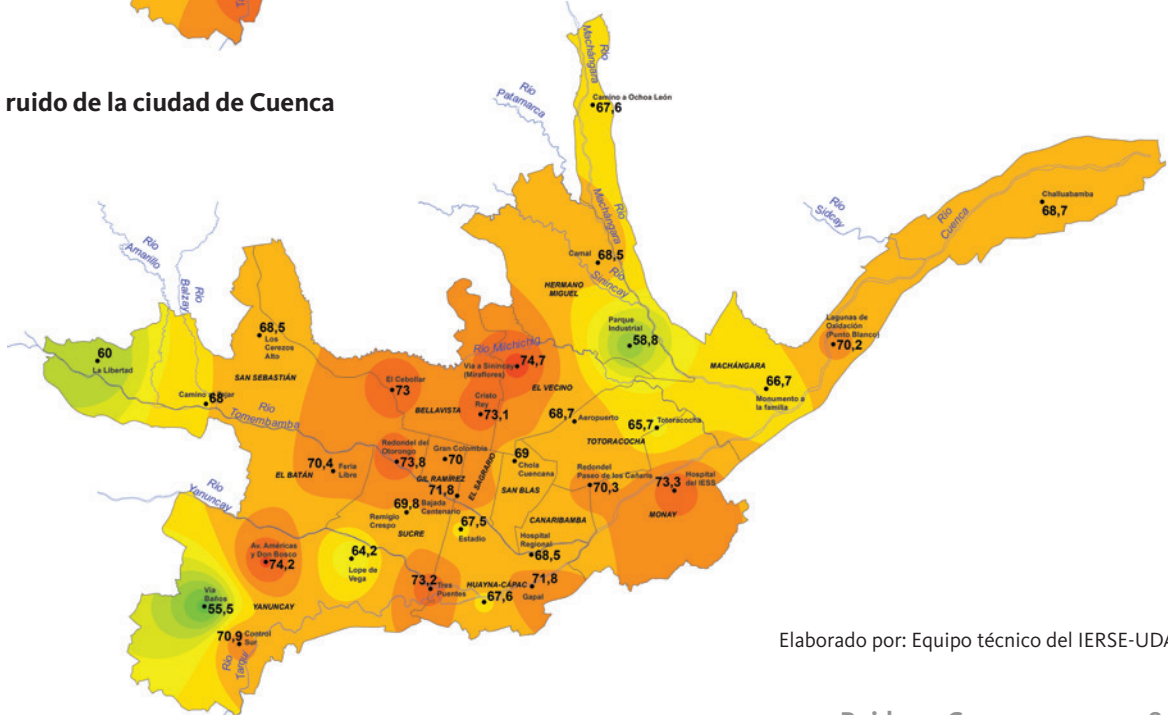 ruido de la ciudad de Cuenca
Río
Machángara
Río
Río
Patamarca
Camino a Ochoa León
67,6
Río
Machángara
Río
Sidcay
Río
Cuenca
Challuabamba
68,7
Río
Amarillo
Río
Balzay
Camal
68,5
Río
Sinincay
HERMANO
MIGUEL
Parque
Industrial
58,8
Lagunas de
Oxidación
(Punto Blanco)
70,2
68,5
Los
Cerezos
Alto
60
La Libertad
SAN SEBASTIÁN
Río Milchichig
Vía a Sinincay
(Miraflores)
74,7
EL VECINO
MACHÁNGARA
66,7
Monumento a
la familia
El Cebollar
73
68
Río
Tomebamba
BELLAVISTA
Cristo
Rey
73,1
68,7
Aeropuerto
65,7
Totoracocha
TOTORACOCHA
Redondel del
Otorongo
73,8
Gran Colombia
70
EL SAGRARIO
69
Chola
Cuencana
70,4
Feria
Libre
EL BATÁN
GIL RAMÍREZ
71,8
Bajada
Centenario
SAN BLAS
Redondel
Paseo de los Cañaris
70,3
73,3
Hospital
del IESS
MONAY
Río
Yanuncay
69,8
Remigio
Crespo
SUCRE
67,5
Estadio
CANARIBAMBA
Hospital
Regional
68,5
Av. Américas
y Don Bosco
74,2
64,2
Lope de
Vega
73,2
Tres
Puentes
HUAYNA-CÁPAC
67,6
71,8
Gapal
Vía
Baños
55,5
YANUNCAY
70,9
Control
Sur
Río
Tarqui
Elaborado por: Equipo técnico del IERSE-UDA